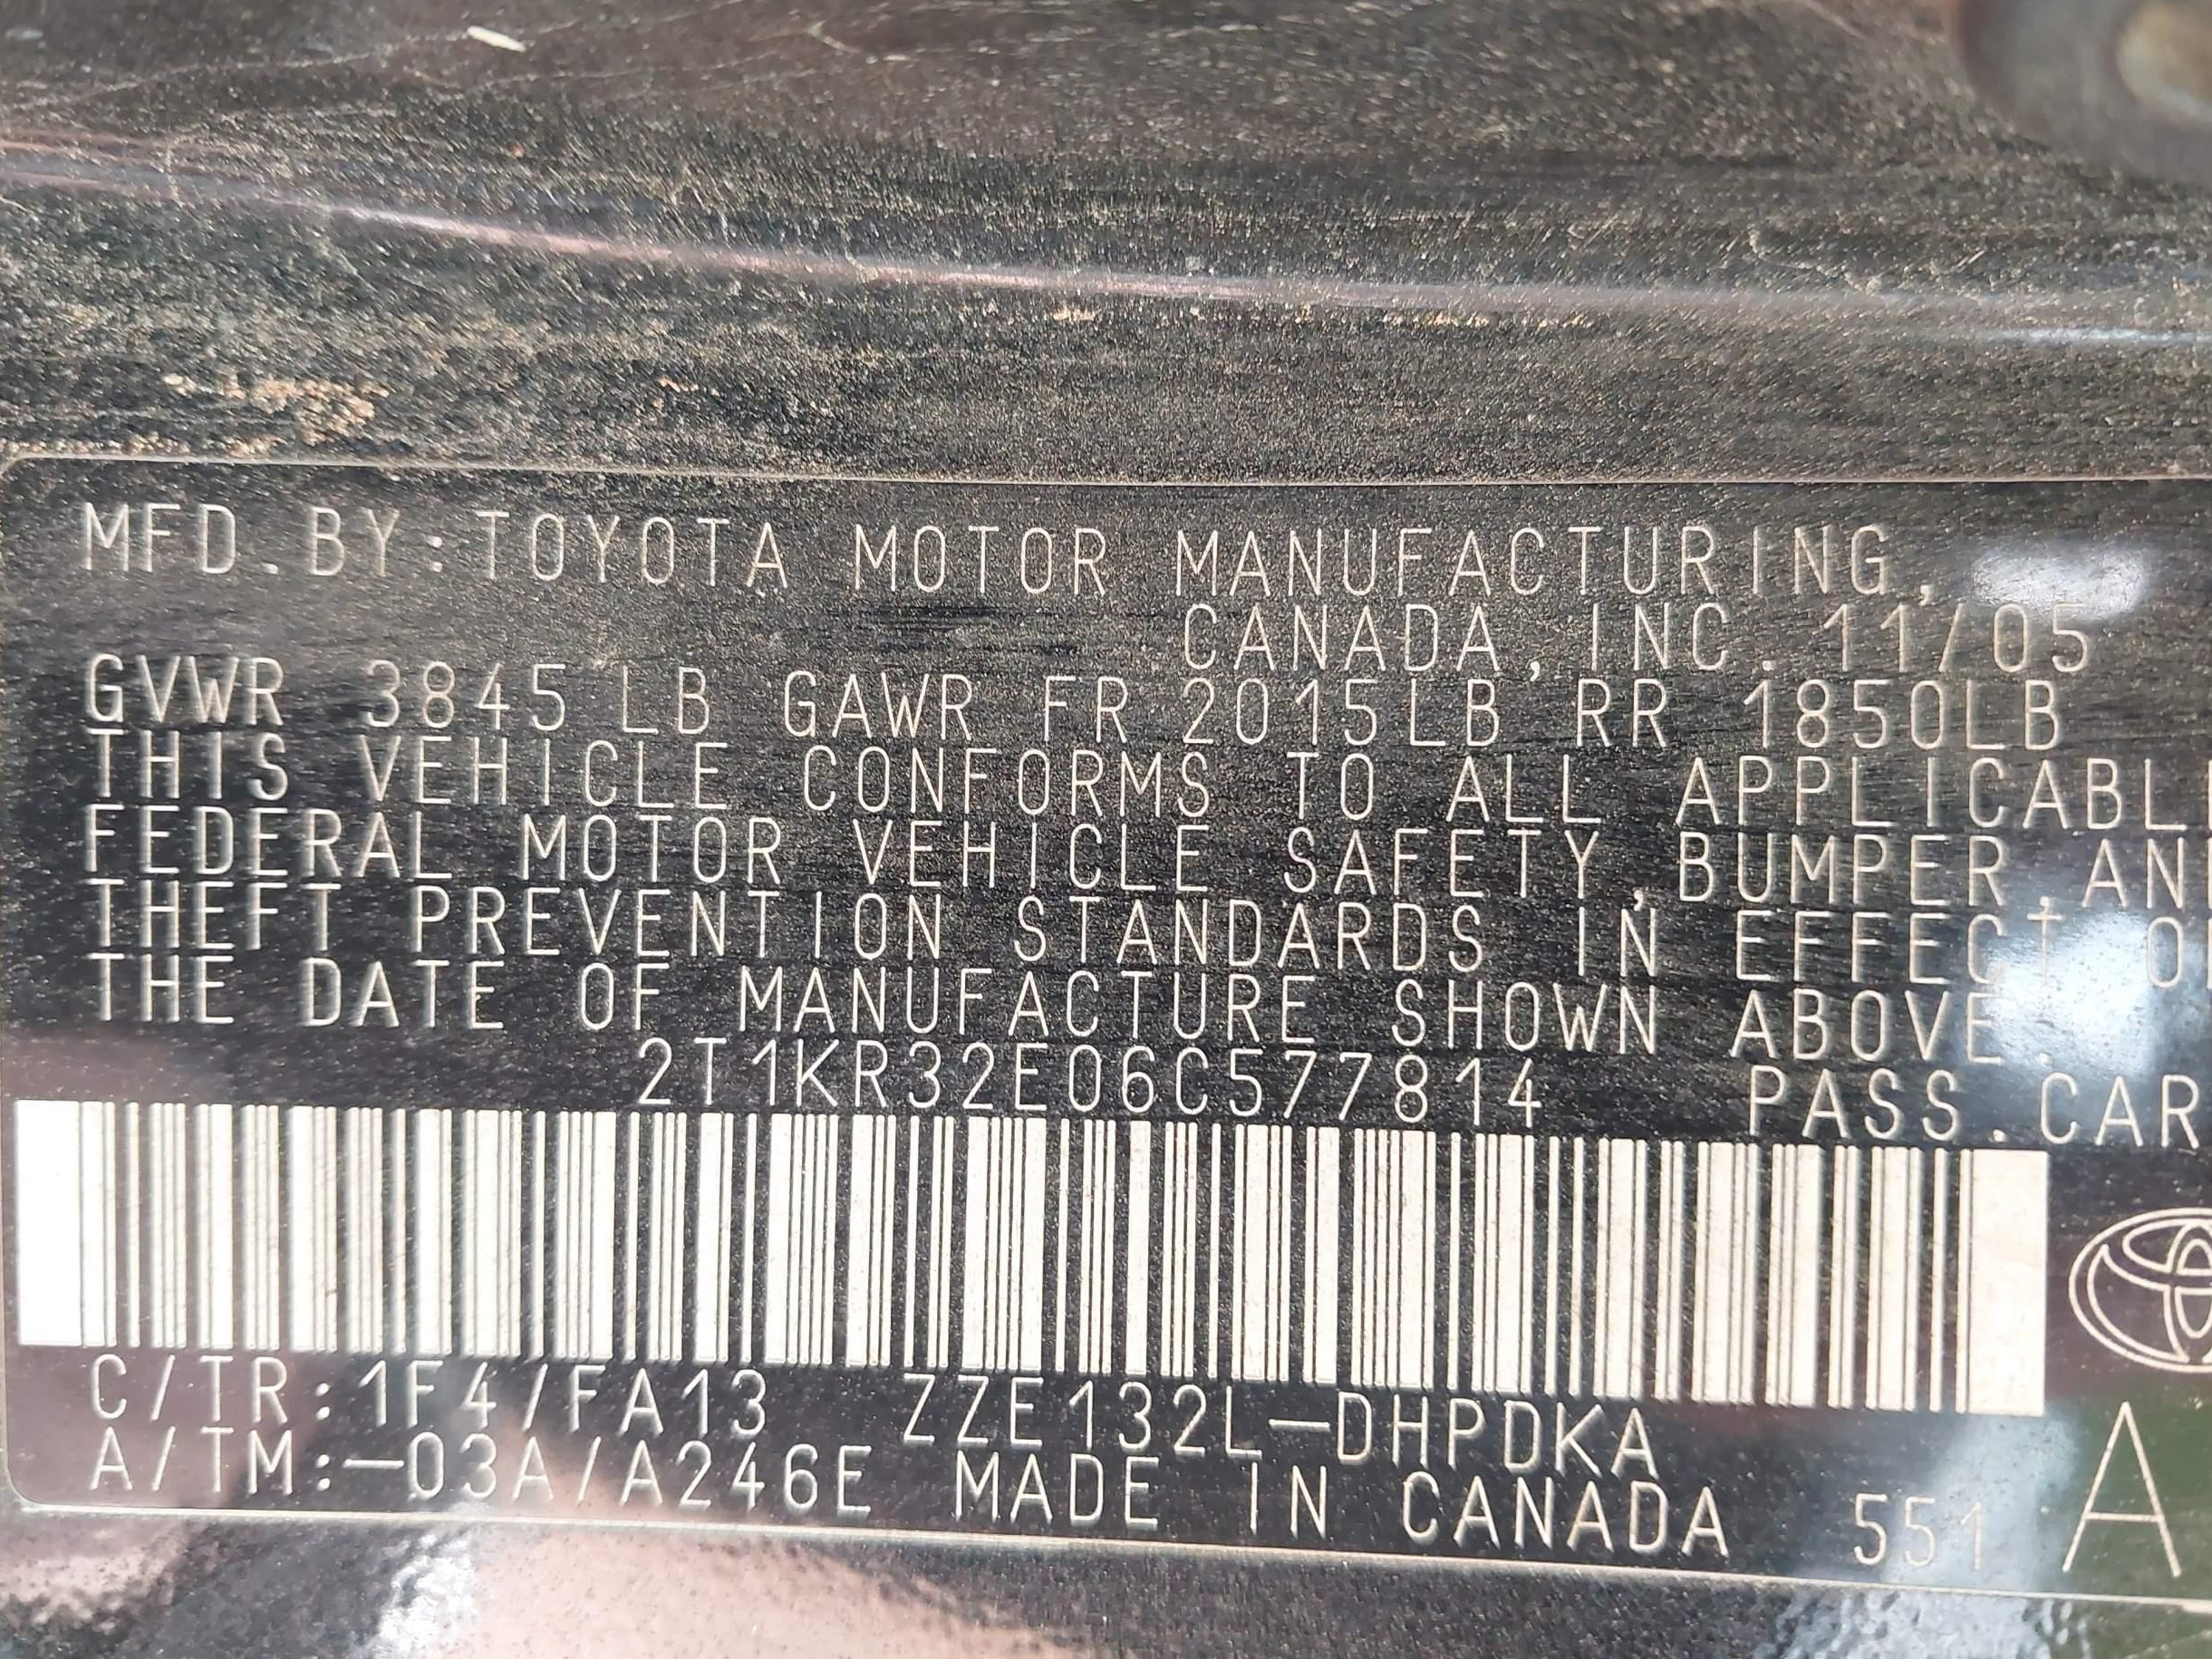 MFD.BY:TOYOTA MOTOR MANUFACTURING,
CANADA, INC. 11/05
GVWR 3845 LB GAWR FR 2015LB RR 1850LB
THIS VEHICLE CONFORMS TO ALL APPLICABL
FEDERAL MOTOR VEHICLE SAFETY,BUMPER,AN
THEFT PREVENTION STANDARDS IN EFFECT O
THE DATE OF MANUFACTURE SHOWN ABOVE.
2T1KR32E06C577814 PASS.CAR
C/TR:1F4/FA13 ZZE132L-DHPDKA
A/TM:-03A/A246E MADE IN CANADA 551 A